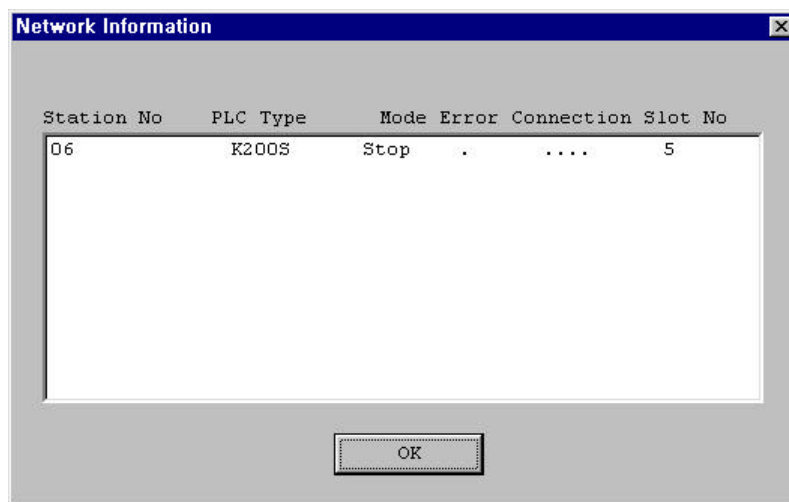 Network Information
Station No PLC Type Mode Error Connection Slot No
06 K200S Stop . .... 5
OK